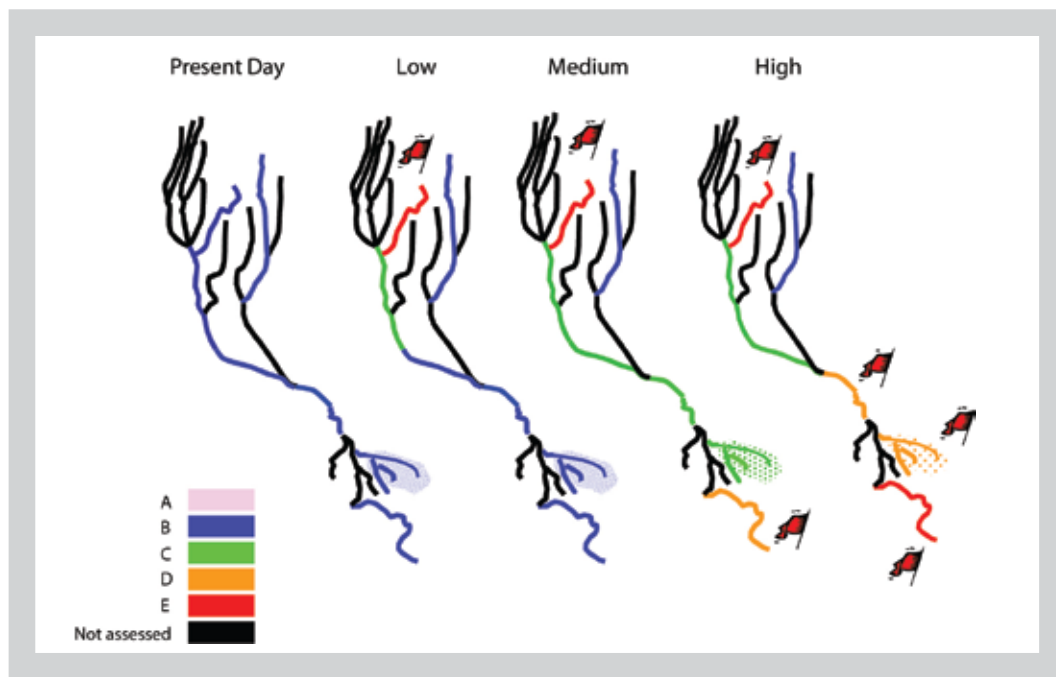 Present Day
Low
Medium
High
A
B
C
D
E
Not assessed